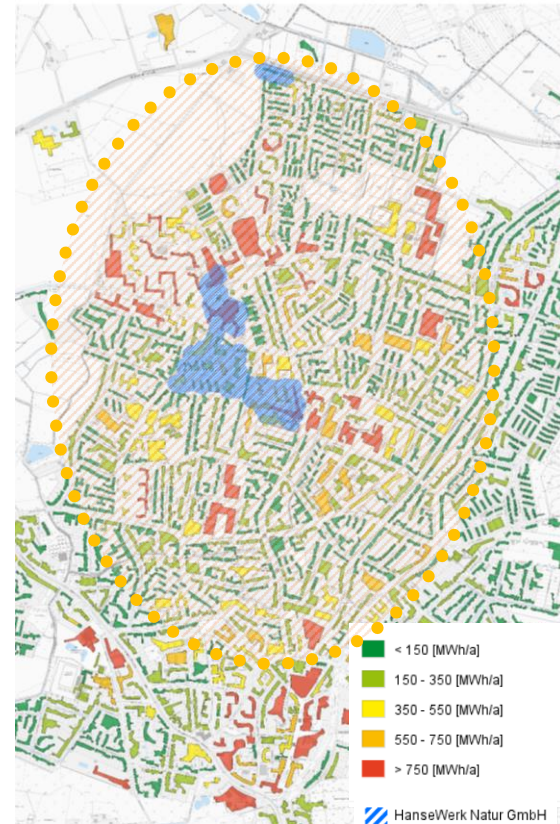 < 150 [MWh/a]
150 - 350 [MWh/a]
350 - 550 [MWh/a]
550 - 750 [MWh/a]
> 750 [MWh/a]
HanseWerk Natur GmbH